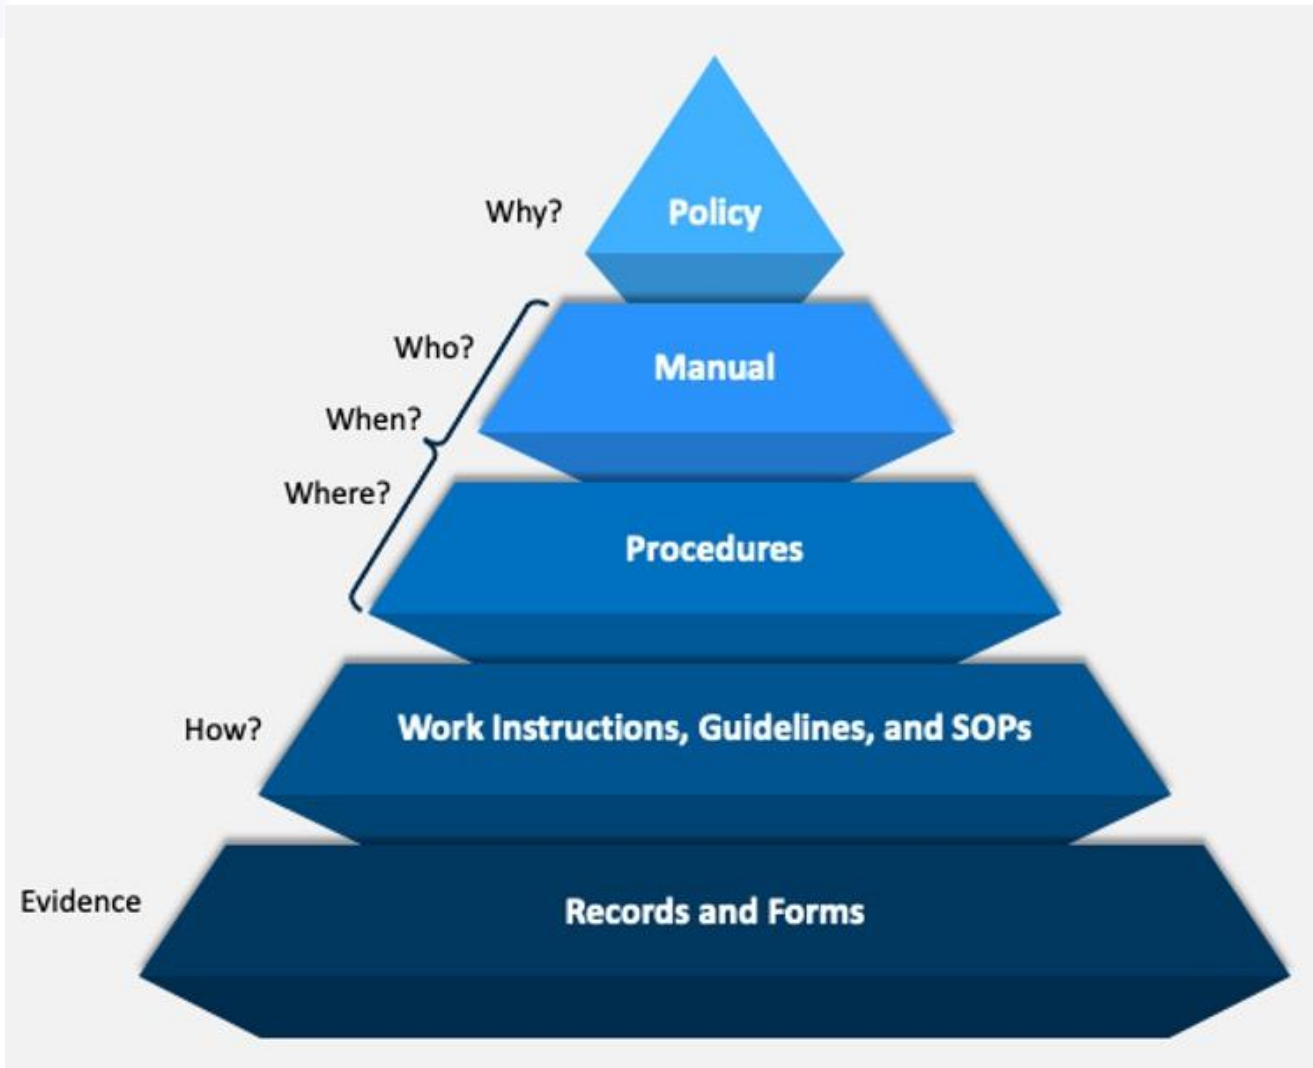 Why?
Policy
Who?
Manual
When?
Where?
Procedures
How?
Work Instructions, Guidelines, and SOPs
Evidence
Records and Forms